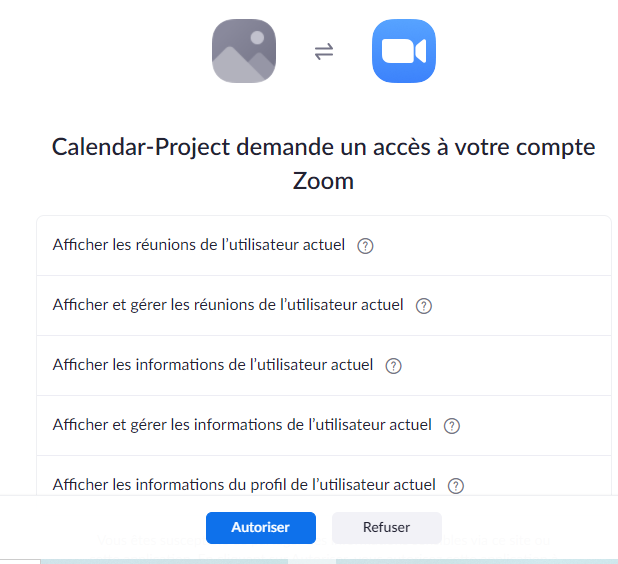 Calendar-Project demande un accès à votre compte
Zoom
Afficher les réunions de l'utilisateur actuel
Afficher et gérer les réunions de l'utilisateur actuel
Afficher les informations de l'utilisateur actuel
Afficher et gérer les informations de l'utilisateur actuel
Afficher les informations du profil de l'utilisateur actuel
Autoriser Refuser